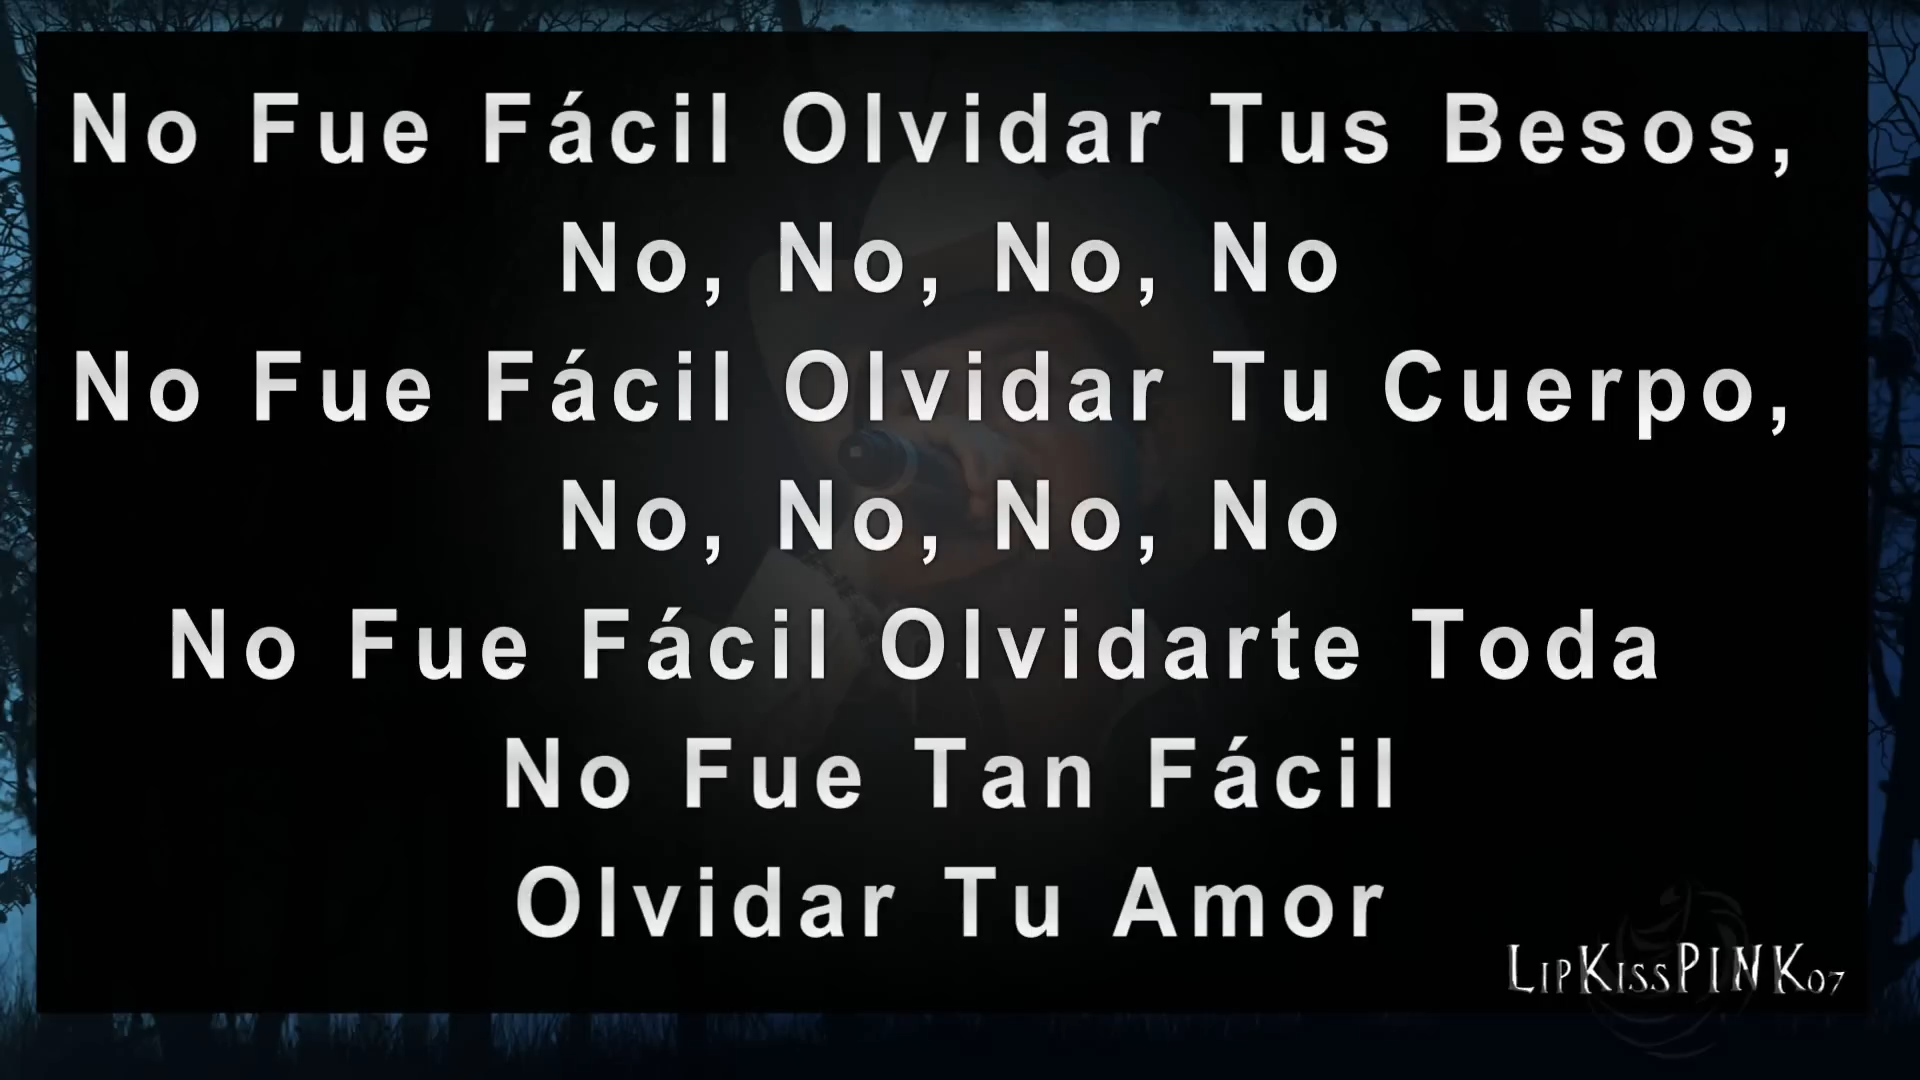 No Fue Fácil Olvidar Tus Besos,
No, No, No, No
No Fue Fácil Olvidar Tu Cuerpo,
No, No, No, No
No Fue Fácil Olvidarte Toda
No Fue Tan Fácil
Olvidar Tu Amor
LipKissPINK07